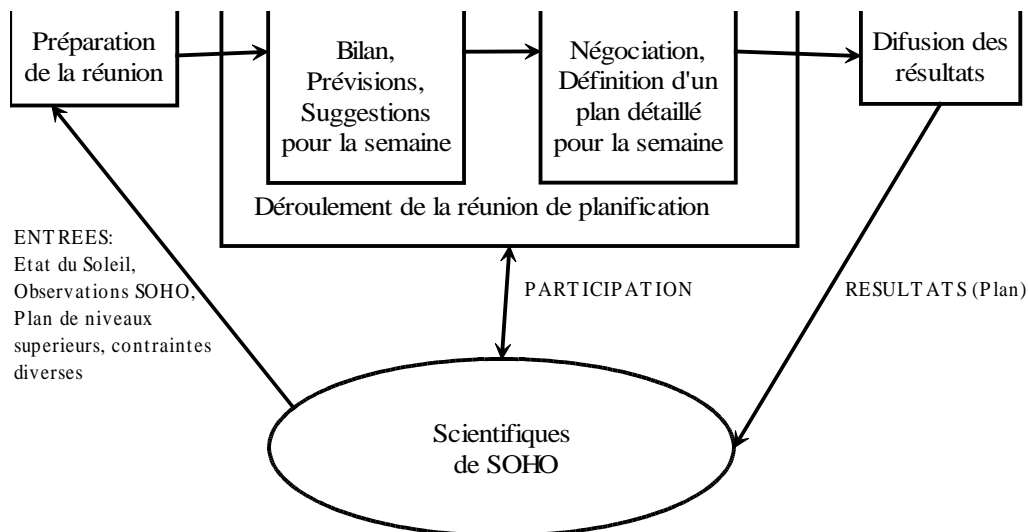 Préparation
de la réunion
Bilan,
Prévisions,
Suggestions
pour la semaine
Négociation,
Définition d'un
plan détaillé
pour la semaine
Difusion des
résultats
Déroulement de la réunion de planification
ENTREES:
Etat du Soleil,
Observations SOHO,
Plan de niveaux
superieurs, contraintes
diverses
PARTICIPATION
RESULTATS (Plan)
Scientifiques
de SOHO